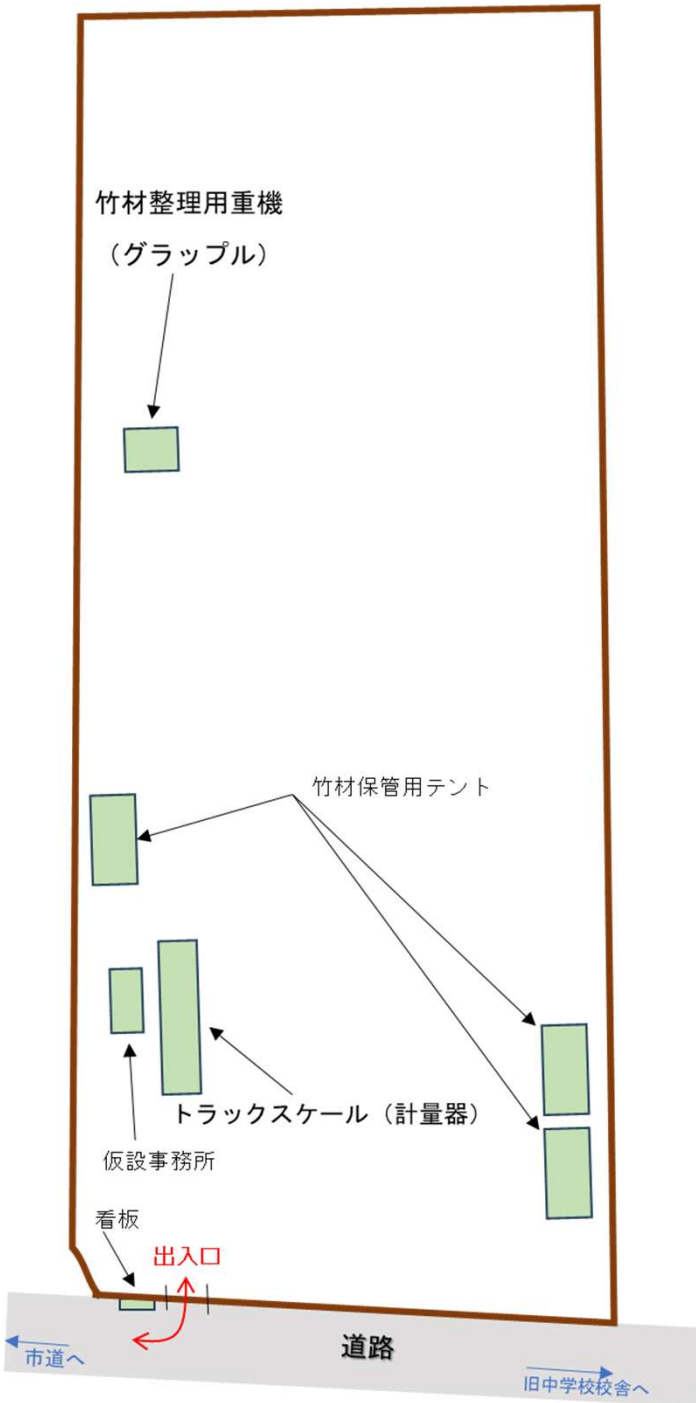 竹材整理用重機
（グラップル）
竹材保管用テント
トラックスケール（計量器）
仮設事務所
看板
出入口
道路
市道へ
旧中学校校舎へ